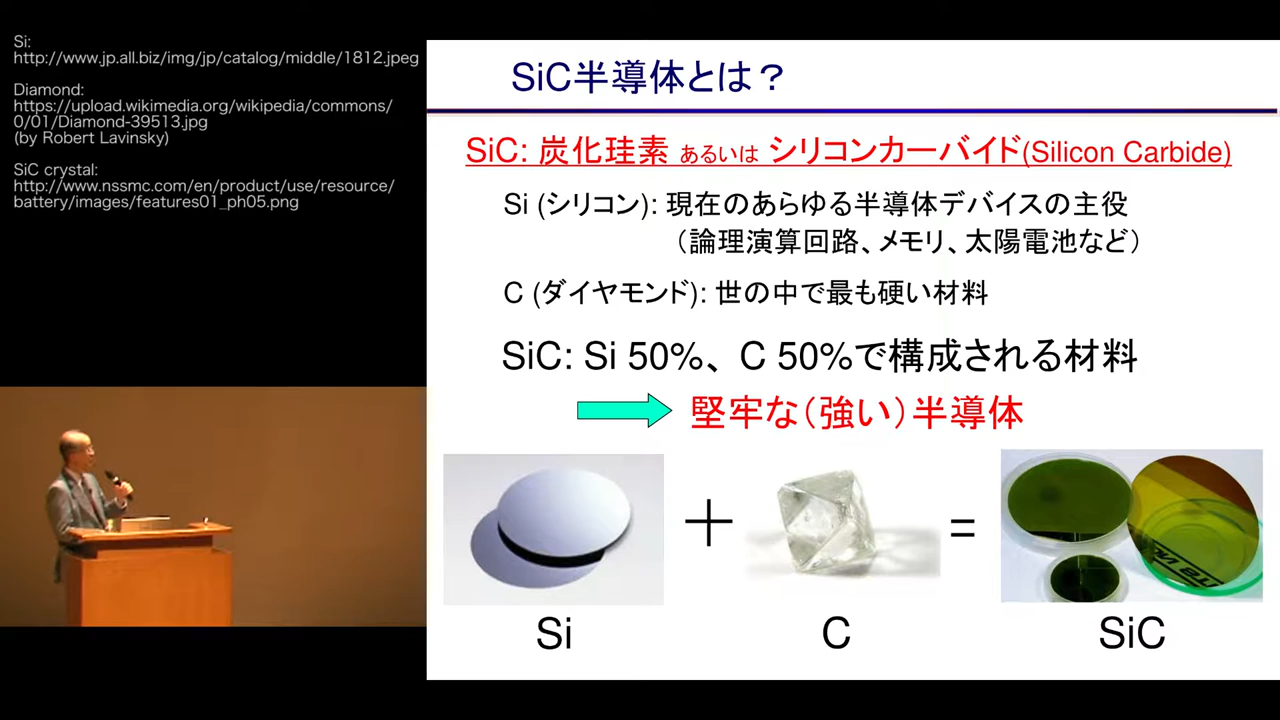 Si:
http://www.jp.all.biz/img/jp/catalog/middle/1812.jpeg
Diamond:
https://upload.wikimedia.org/wikipedia/commons/
0/01/Diamond-39513.jpg
(by Robert Lavinsky)
SiC crystal:
http://www.nssmc.com/en/product/use/resource/
battery/images/features01_ph05.png
SiC半導体とは？
SiC: 炭化珪素 あるいは シリコンカーバイド(Silicon Carbide)
Si (シリコン): 現在のあらゆる半導体デバイスの主役
（論理演算回路、メモリ、太陽電池など）
C (ダイヤモンド): 世の中で最も硬い材料
SiC: Si 50%、 C 50%で構成される材料
堅牢な（強い）半導体
＋ =
Si C SiC